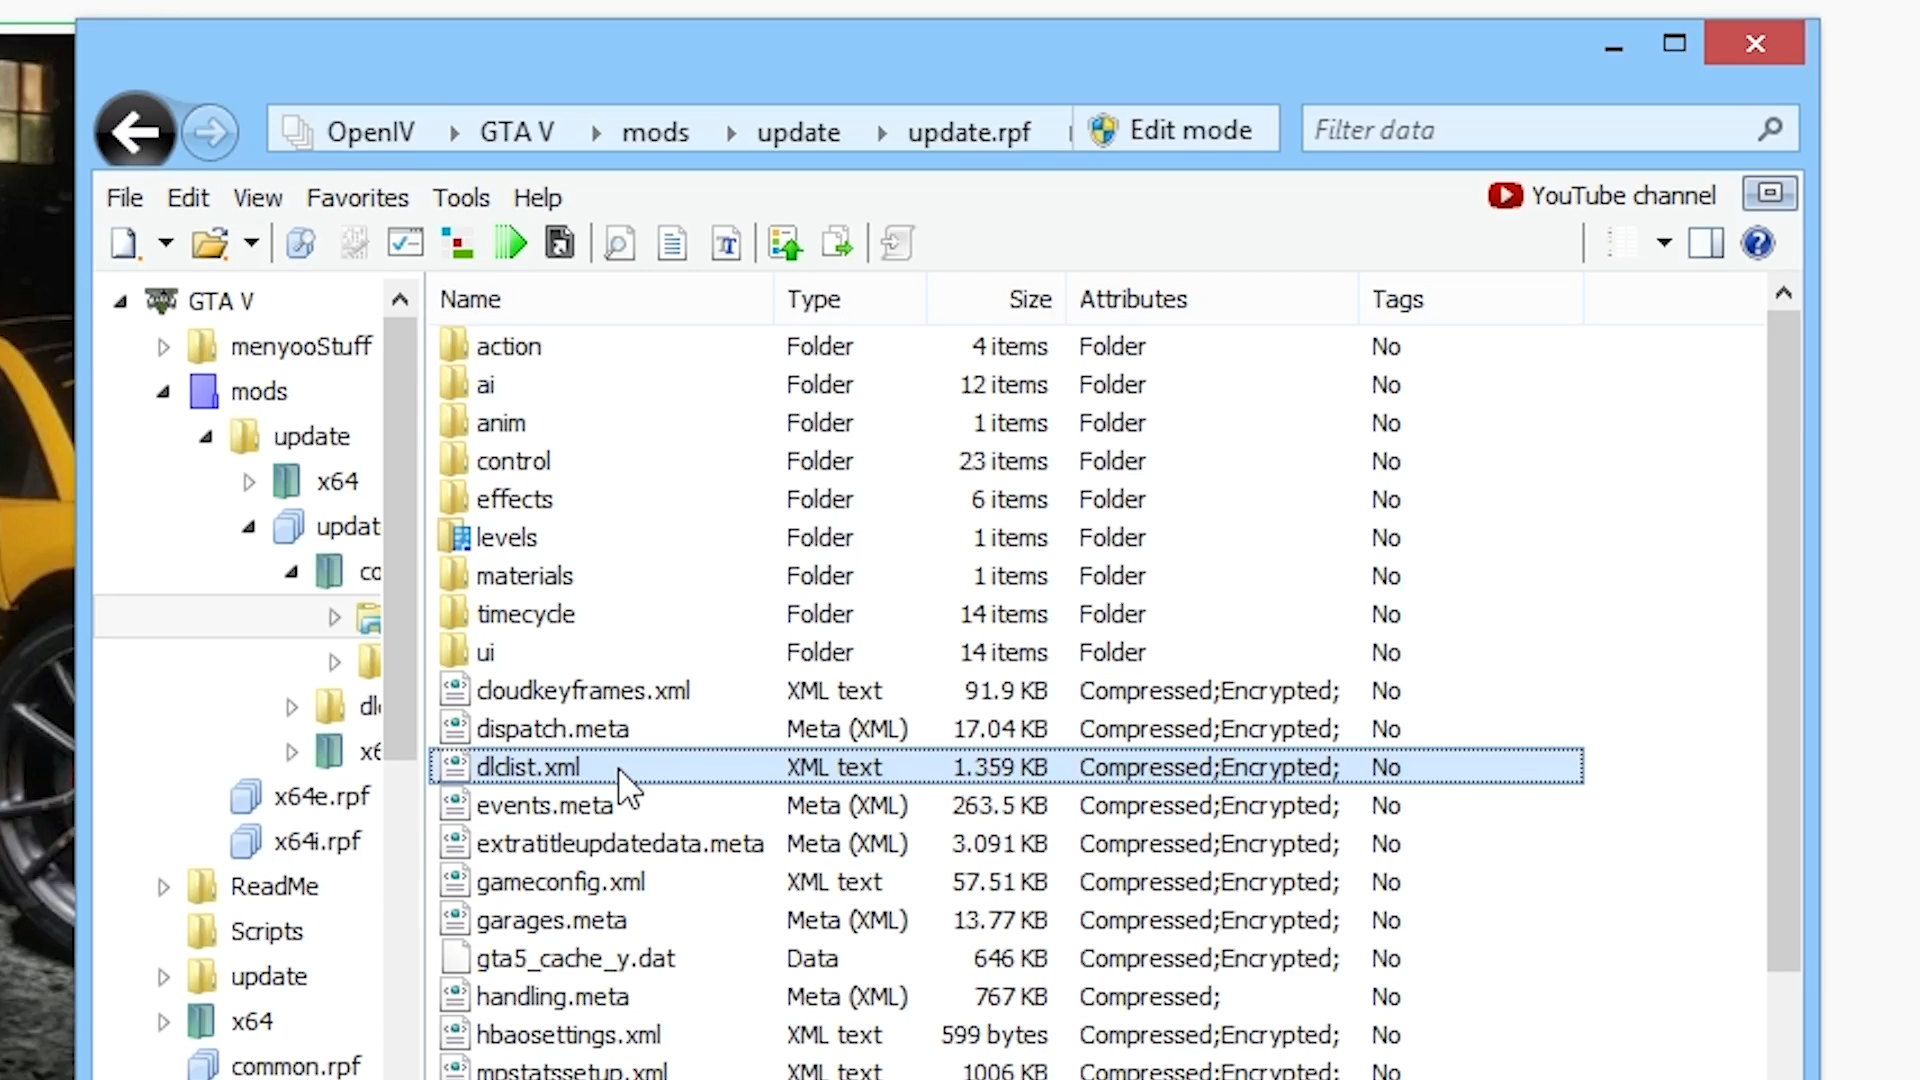 OpenIV GTA V mods update update.rpf Edit mode Filter data
File Edit View Favorites Tools Help YouTube channel
GTA V
menyooStuff
mods
update
x64
updat
co
dl
x6
x64e.rpf
x64i.rpf
ReadMe
Scripts
update
x64
common.rpf
Name Type Size Attributes Tags
action Folder 4 items Folder No
ai Folder 12 items Folder No
anim Folder 1 items Folder No
control Folder 23 items Folder No
effects Folder 6 items Folder No
levels Folder 1 items Folder No
materials Folder 1 items Folder No
timecycle Folder 14 items Folder No
ui Folder 14 items Folder No
cloudkeyframes.xml XML text 91.9 KB Compressed;Encrypted; No
dispatch.meta Meta (XML) 17.04 KB Compressed;Encrypted; No
dlclist.xml XML text 1.359 KB Compressed;Encrypted; No
events.meta Meta (XML) 263.5 KB Compressed;Encrypted; No
extratitleupdatedata.meta Meta (XML) 3.091 KB Compressed;Encrypted; No
gameconfig.xml XML text 57.51 KB Compressed;Encrypted; No
garages.meta Meta (XML) 13.77 KB Compressed;Encrypted; No
gta5_cache_y.dat Data 646 KB Compressed;Encrypted; No
handling.meta Meta (XML) 767 KB Compressed; No
hbaosettings.xml XML text 599 bytes Compressed;Encrypted; No
mpstatssetup.xml XML text 1006 KB Compressed;Encrypted; No